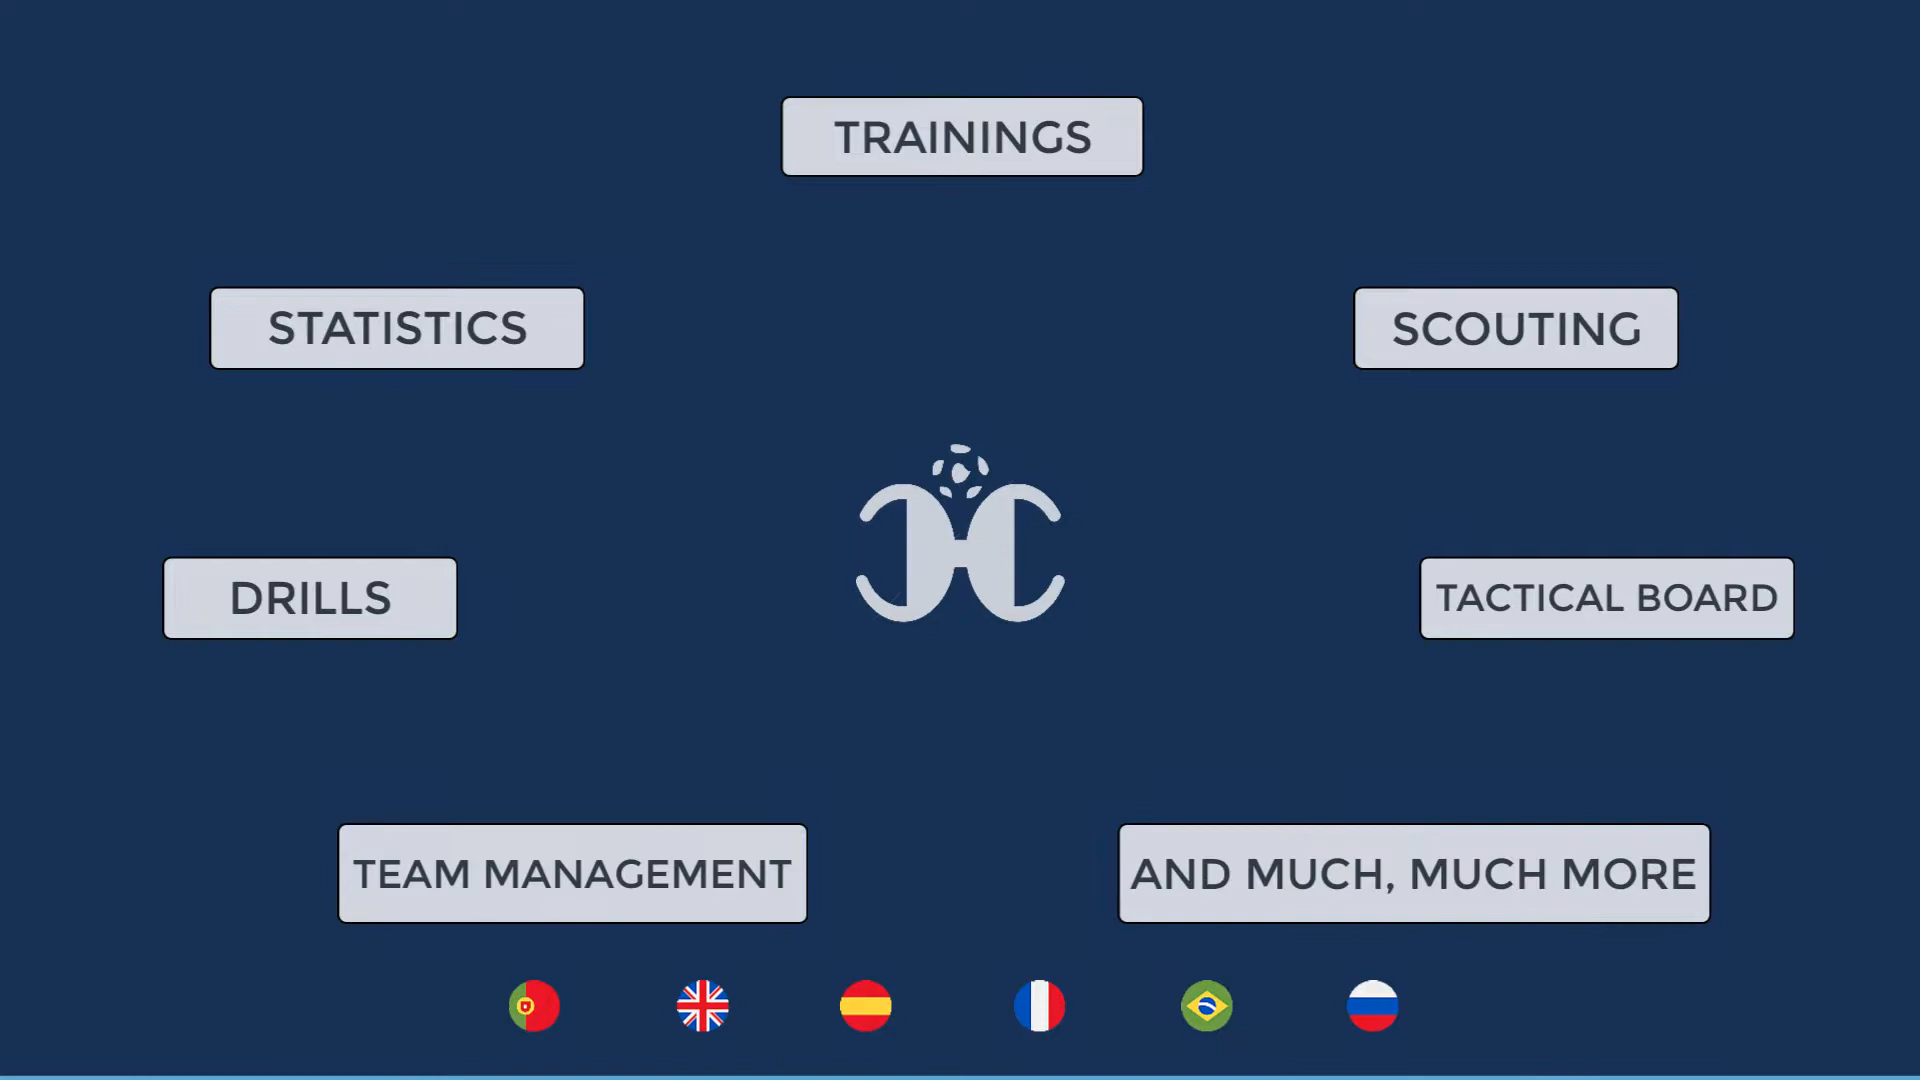 TRAININGS
STATISTICS
SCOUTING
DRILLS
TACTICAL BOARD
TEAM MANAGEMENT
AND MUCH, MUCH MORE